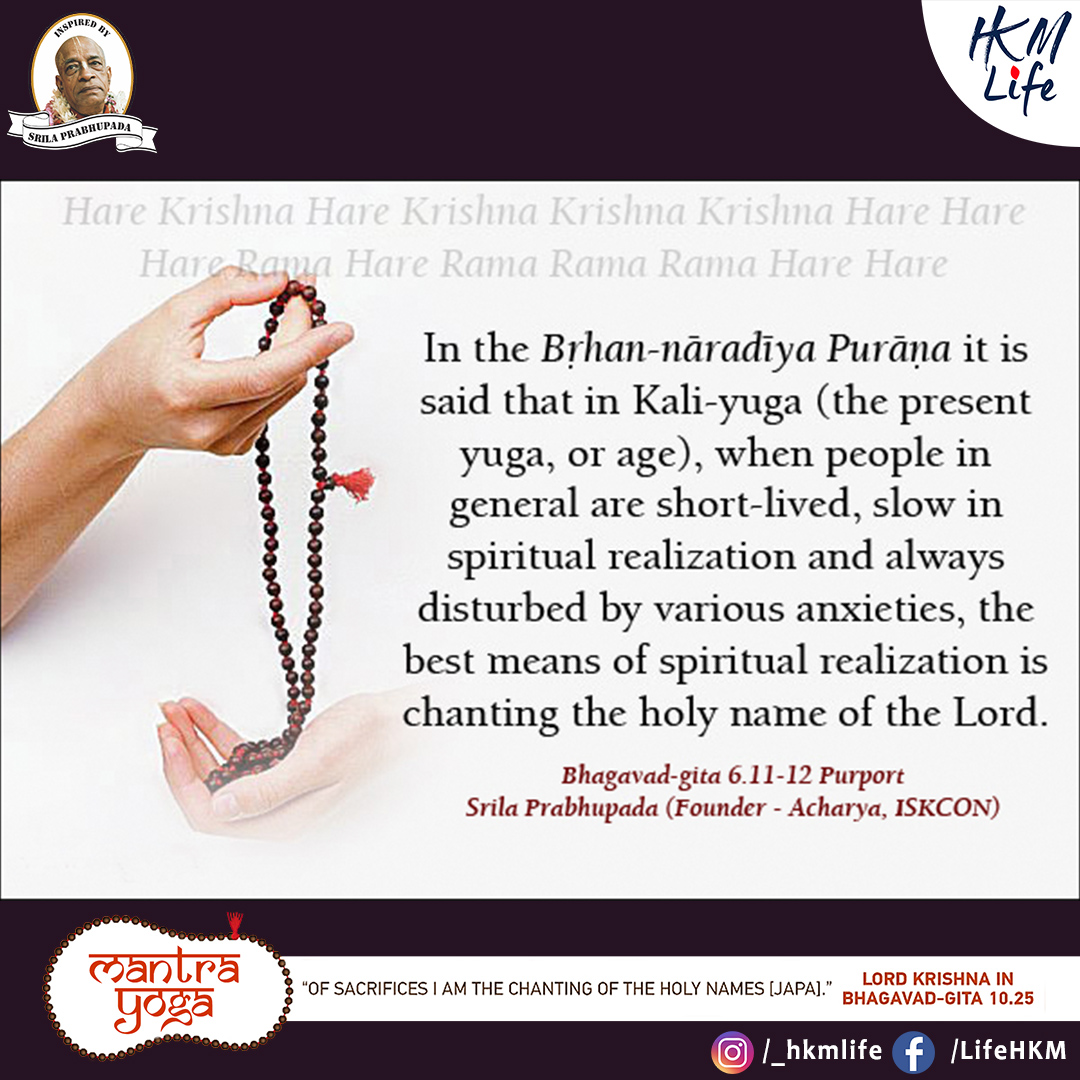 INSPIRED BY
SRILA PRABHUPADA
HKM
Life
Hare Krishna Hare Krishna Krishna Krishna Hare Hare
Hare Rama Hare Rama Rama Rama Hare Hare
In the Bṛhan-nāradīya Purāṇa it is
said that in Kali-yuga (the present
yuga, or age), when people in
general are short-lived, slow in
spiritual realization and always
disturbed by various anxieties, the
best means of spiritual realization is
chanting the holy name of the Lord.
Bhagavad-gita 6.11-12 Purport
Srila Prabhupada (Founder - Acharya, ISKCON)
mantra
yoga
“OF SACRIFICES I AM THE CHANTING OF THE HOLY NAMES [JAPA].”
LORD KRISHNA IN
BHAGAVAD-GITA 10.25
/_hkmlife
/LifeHKM